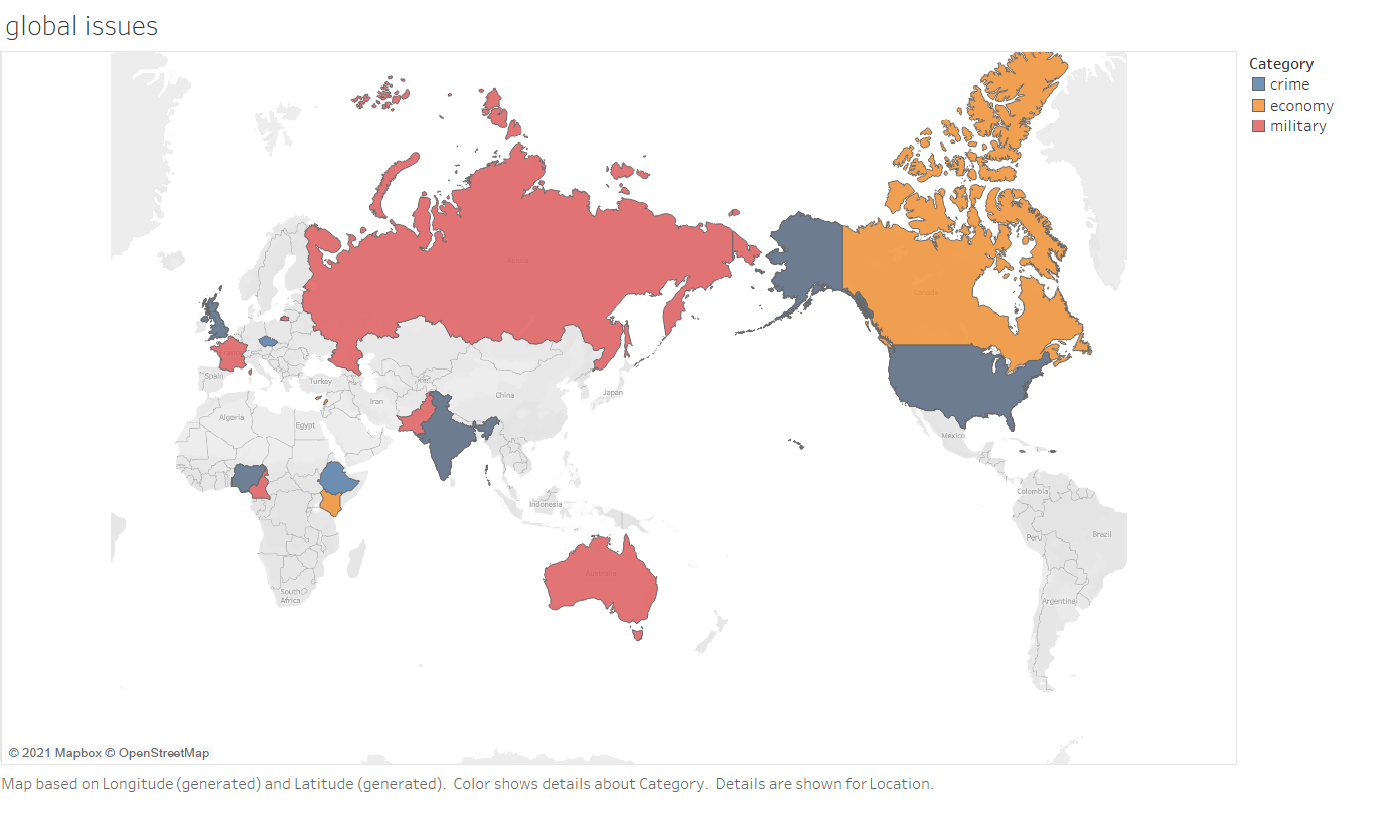 global issues
Category
crime
economy
military
Russia
Canada
France
Spain
Turkey
Iran
China
Japan
Algeria
Egypt
Mexico
Indonesia
Colombia
Peru
Brazil
Australia
South
Africa
Argentina
© 2021 Mapbox © OpenStreetMap
Map based on Longitude (generated) and Latitude (generated).  Color shows details about Category.  Details are shown for Location.